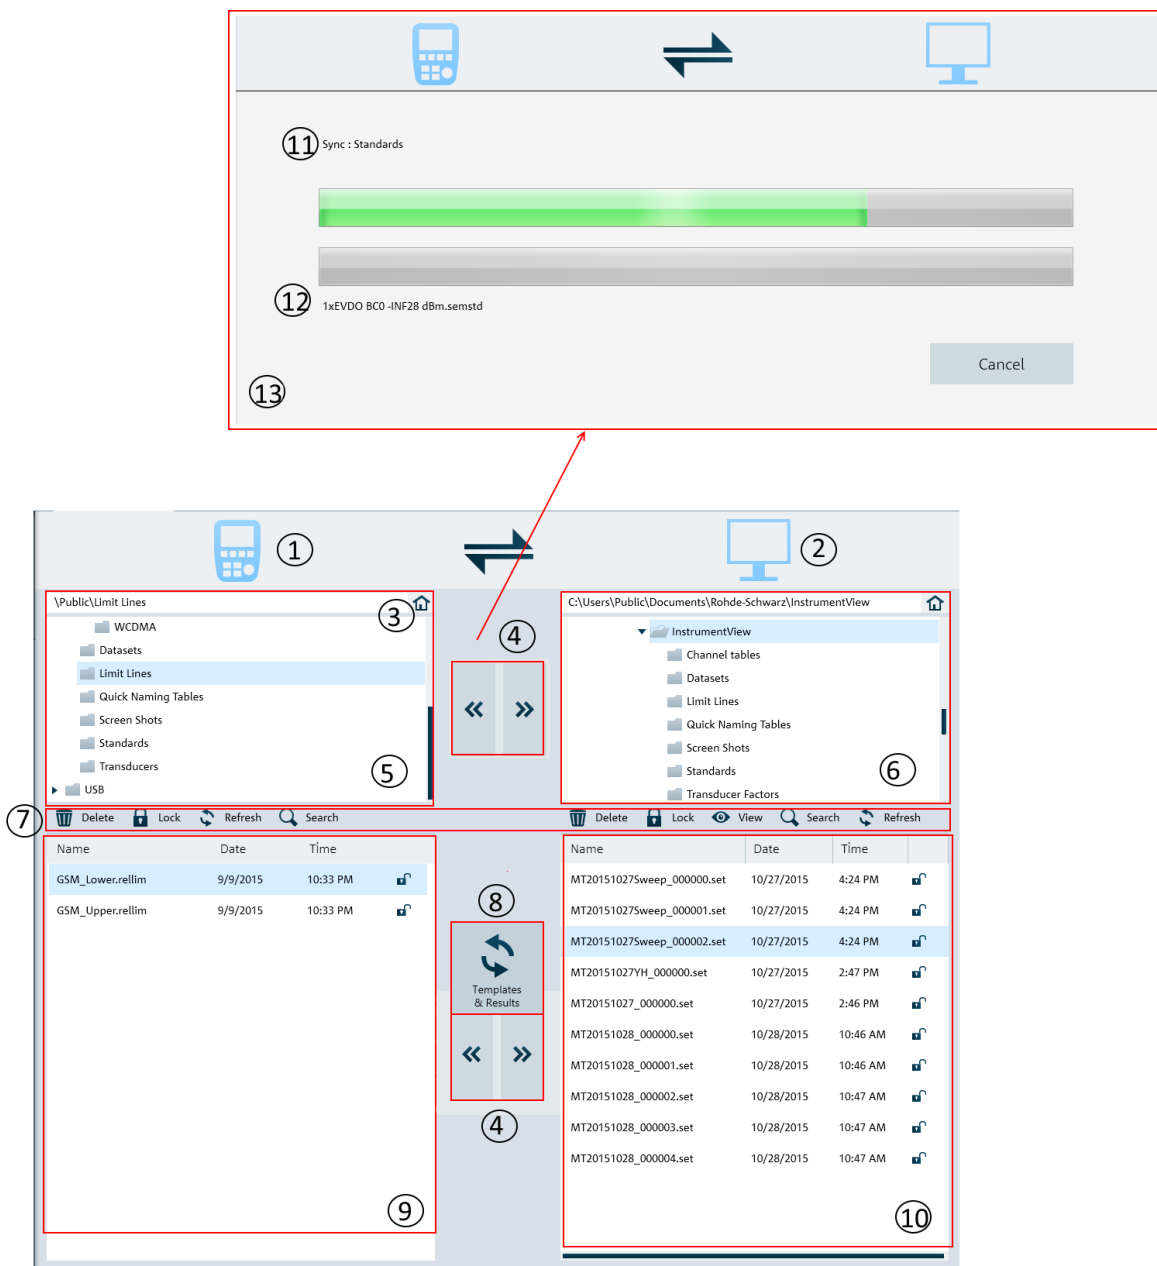 11 Sync : Standards
12 1xEVDO BC0 -INF28 dBm.semstd
Cancel
13
1
2
\Public\Limit Lines
3
WCDMA
Datasets
Limit Lines
Quick Naming Tables
Screen Shots
Standards
Transducers
USB
5
4
C:\Users\Public\Documents\Rohde-Schwarz\InstrumentView
InstrumentView
Channel tables
Datasets
Limit Lines
Quick Naming Tables
Screen Shots
Standards
Transducer Factors
6
7
Delete Lock Refresh Search
Delete Lock View Search Refresh
Name Date Time
GSM_Lower.rellim 9/9/2015 10:33 PM
GSM_Upper.rellim 9/9/2015 10:33 PM
9
8
Templates
& Results
4
Name Date Time
MT20151027Sweep_000000.set 10/27/2015 4:24 PM
MT20151027Sweep_000001.set 10/27/2015 4:24 PM
MT20151027Sweep_000002.set 10/27/2015 4:24 PM
MT20151027YH_000000.set 10/27/2015 2:47 PM
MT20151027_000000.set 10/27/2015 2:46 PM
MT20151028_000000.set 10/28/2015 10:46 AM
MT20151028_000001.set 10/28/2015 10:46 AM
MT20151028_000002.set 10/28/2015 10:47 AM
MT20151028_000003.set 10/28/2015 10:47 AM
MT20151028_000004.set 10/28/2015 10:47 AM
10